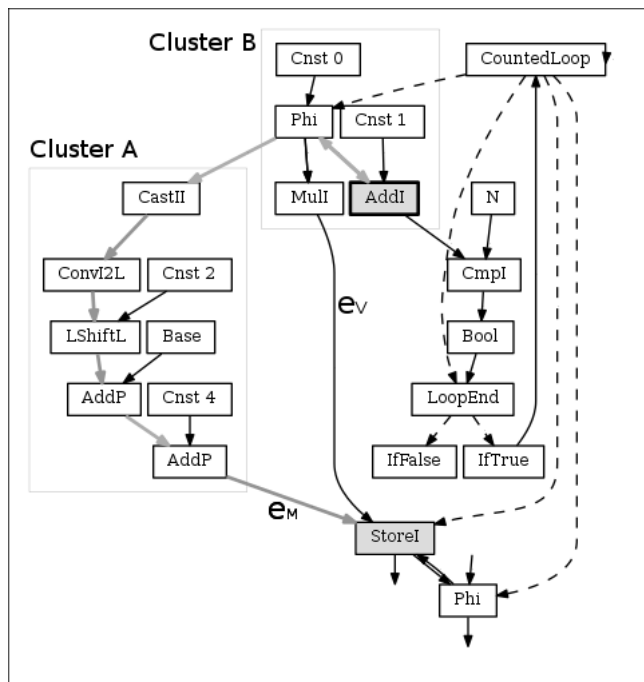 Cluster B
Cnst 0
CountedLoop
Phi
Cnst 1
Cluster A
CastII
MulI
AddI
N
ConvI2L
Cnst 2
CmpI
eV
LShiftL
Base
Bool
AddP
Cnst 4
LoopEnd
AddP
IfFalse
IfTrue
eM
StoreI
Phi